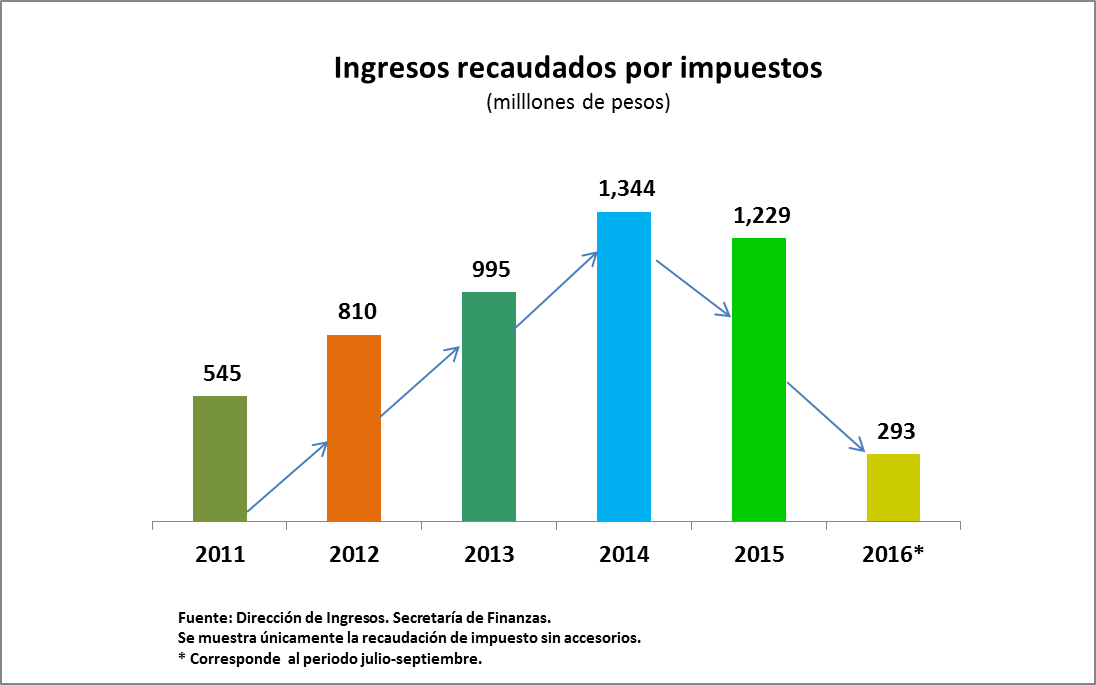 Ingresos recaudados por impuestos
(milllones de pesos)
1,344
1,229
995
810
545
293
2011 2012 2013 2014 2015 2016*
Fuente: Dirección de Ingresos. Secretaría de Finanzas.
Se muestra únicamente la recaudación de impuesto sin accesorios.
* Corresponde al periodo julio-septiembre.